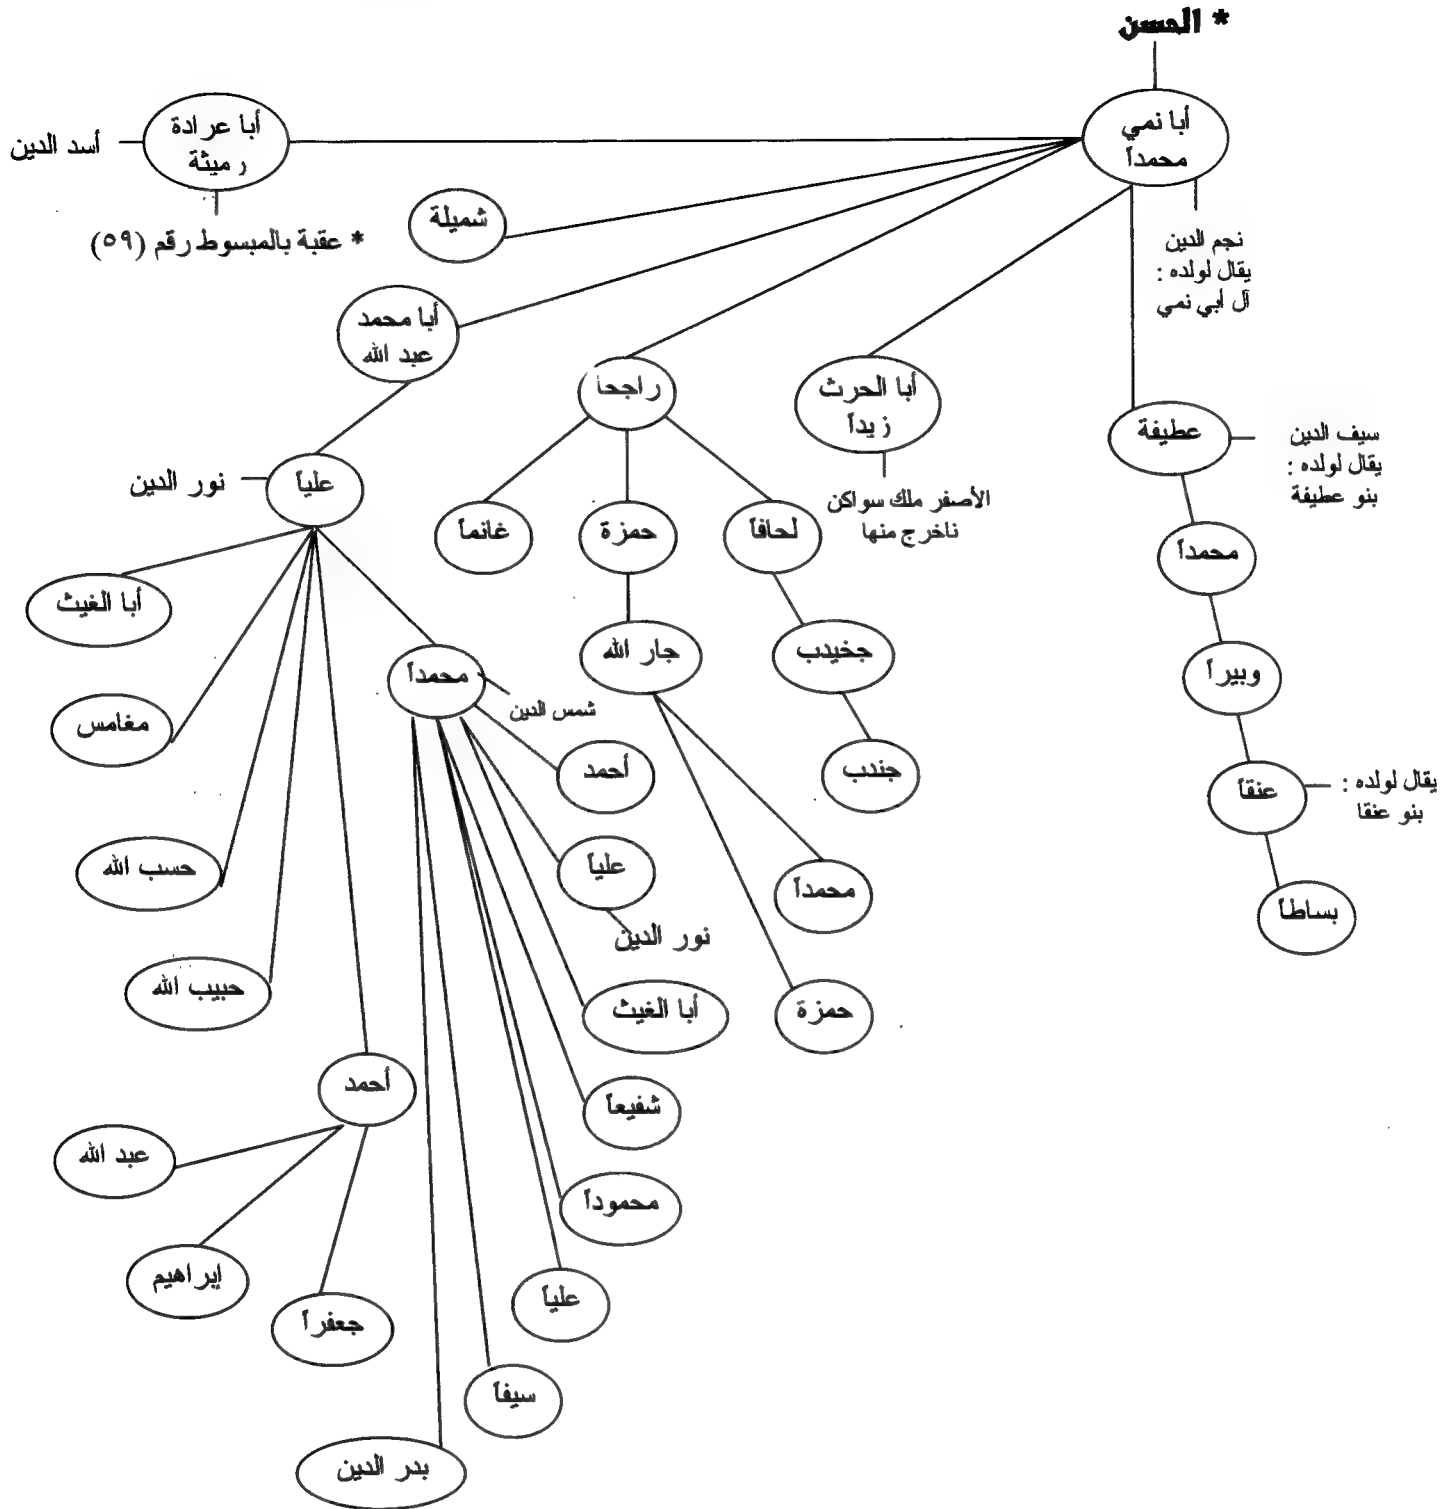 * الحسن
أبا نمي
محمداً
أبا عرادة
رميثة
أسد الدين
* عقبة بالمبسوط رقم (٥٩)
شميلة
نجم الدين
يقال لولده :
آل أبي نمي
أبا محمد
عبد الله
راجحاً
أبا الحرث
زيداً
عطيفة
سيف الدين
يقال لولده :
بنو عطيفة
الأصفر ملك سواكن
ناخرج منها
علياً
نور الدين
غانماً
حمزة
لحافاً
محمداً
أبا الغيث
محمداً
شمس الدين
جار الله
جخيدب
وبيراً
مغامس
أحمد
جندب
عنقاً
يقال لولده :
بنو عنقا
حسب الله
علياً
نور الدين
محمداً
بساطاً
حبيب الله
أبا الغيث
حمزة
أحمد
شفيعاً
عبد الله
محموداً
إبراهيم
جعفراً
علياً
سيفاً
بدر الدين